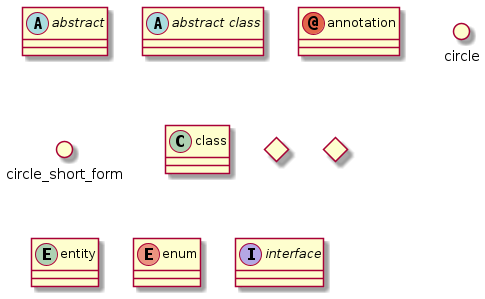 A abstract
A abstract class
@ annotation
circle
circle_short_form
C class
E entity
E enum
I interface